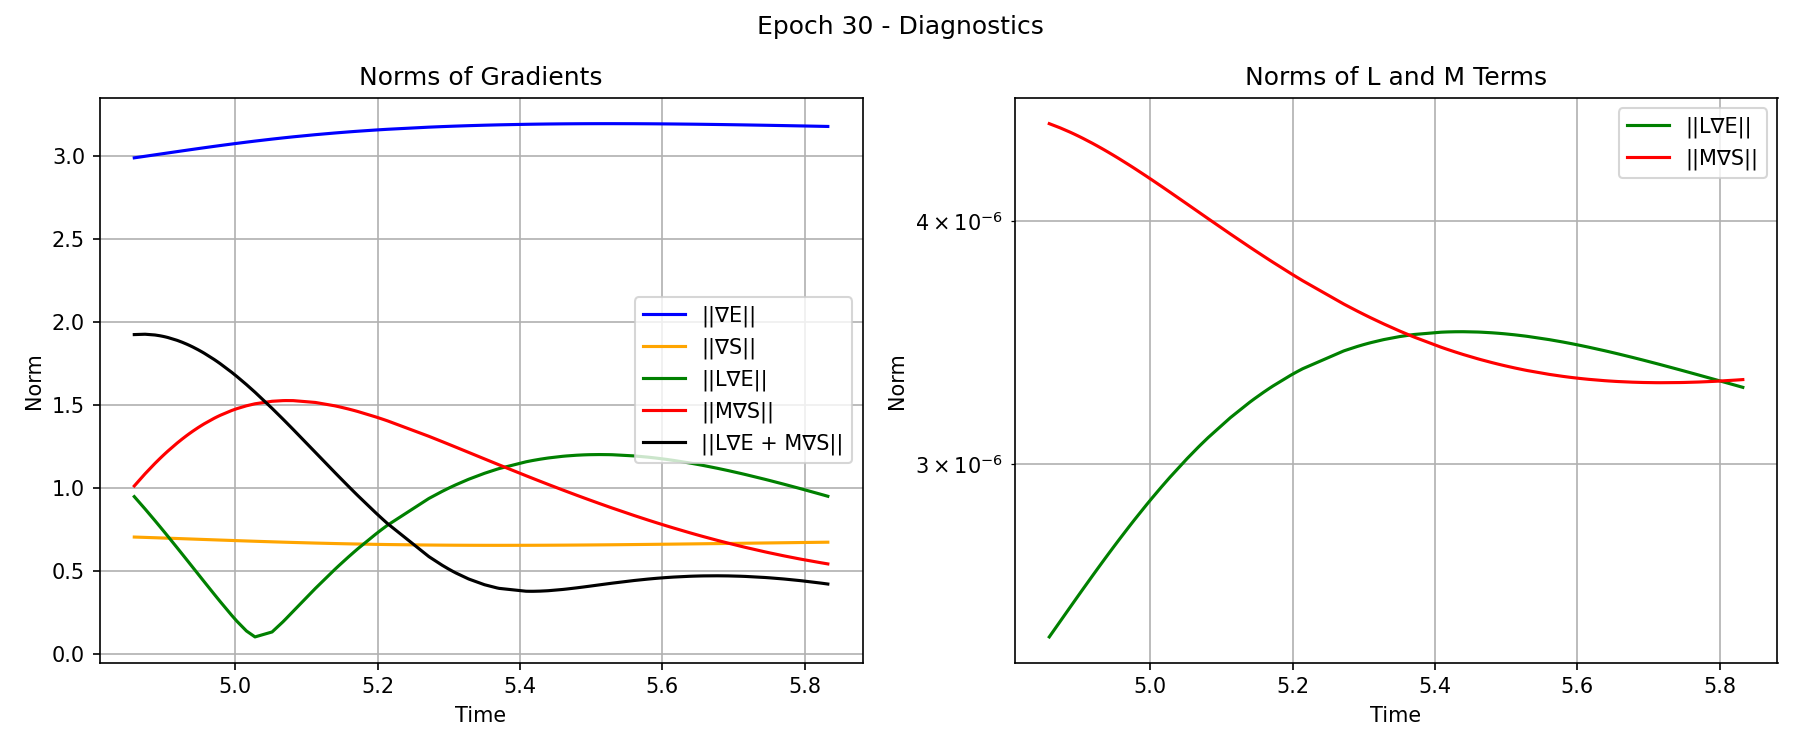 Epoch 30 - Diagnostics
Norms of Gradients
Norm
3.0
2.5
2.0
1.5
1.0
0.5
0.0
||∇E||
||∇S||
||L∇E||
||M∇S||
||L∇E + M∇S||
5.0 5.2 5.4 5.6 5.8
Time
Norms of L and M Terms
Norm
4 × 10⁻⁶
3 × 10⁻⁶
||L∇E||
||M∇S||
5.0 5.2 5.4 5.6 5.8
Time